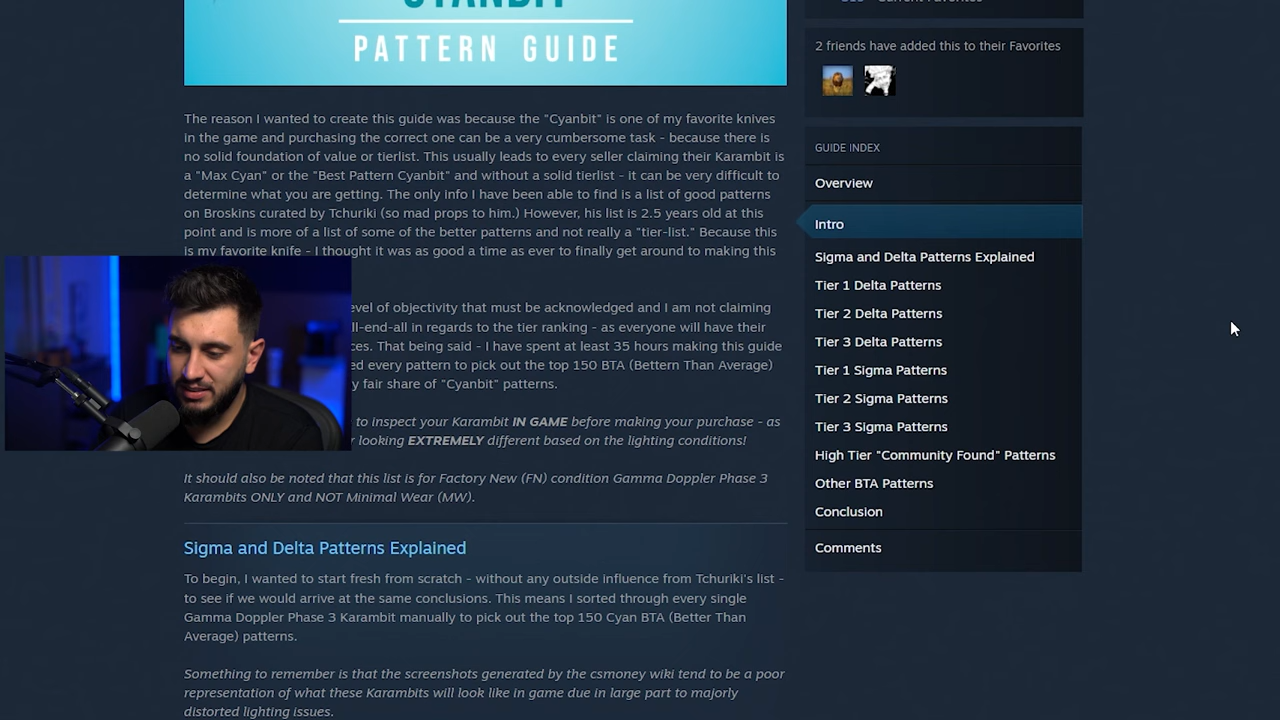 PATTERN GUIDE
The reason I wanted to create this guide was because the "Cyanbit" is one of my favorite knives
in the game and purchasing the correct one can be a very cumbersome task - because there is
no solid foundation of value or tierlist. This usually leads to every seller claiming their Karambit is
a "Max Cyan" or the "Best Pattern Cyanbit" and without a solid tierlist - it can be very difficult to
determine what you are getting. The only info I have been able to find is a list of good patterns
on Broskins curated by Tchuriki (so mad props to him.) However, his list is 2.5 years old at this
point and is more of a list of some of the better patterns and not really a "tier-list." Because this
is my favorite knife - I thought it was as good a time as ever to finally get around to making this
evel of objectivity that must be acknowledged and I am not claiming
ll-end-all in regards to the tier ranking - as everyone will have their
ces. That being said - I have spent at least 35 hours making this guide
ed every pattern to pick out the top 150 BTA (Bettern Than Average)
y fair share of "Cyanbit" patterns.
to inspect your Karambit IN GAME before making your purchase - as
r looking EXTREMELY different based on the lighting conditions!
It should also be noted that this list is for Factory New (FN) condition Gamma Doppler Phase 3
Karambits ONLY and NOT Minimal Wear (MW).
Sigma and Delta Patterns Explained
To begin, I wanted to start fresh from scratch - without any outside influence from Tchuriki's list -
to see if we would arrive at the same conclusions. This means I sorted through every single
Gamma Doppler Phase 3 Karambit manually to pick out the top 150 Cyan BTA (Better Than
Average) patterns.
Something to remember is that the screenshots generated by the csmoney wiki tend to be a poor
representation of what these Karambits will look like in game due in large part to majorly
distorted lighting issues.
2 friends have added this to their Favorites
GUIDE INDEX
Overview
Intro
Sigma and Delta Patterns Explained
Tier 1 Delta Patterns
Tier 2 Delta Patterns
Tier 3 Delta Patterns
Tier 1 Sigma Patterns
Tier 2 Sigma Patterns
Tier 3 Sigma Patterns
High Tier "Community Found" Patterns
Other BTA Patterns
Conclusion
Comments